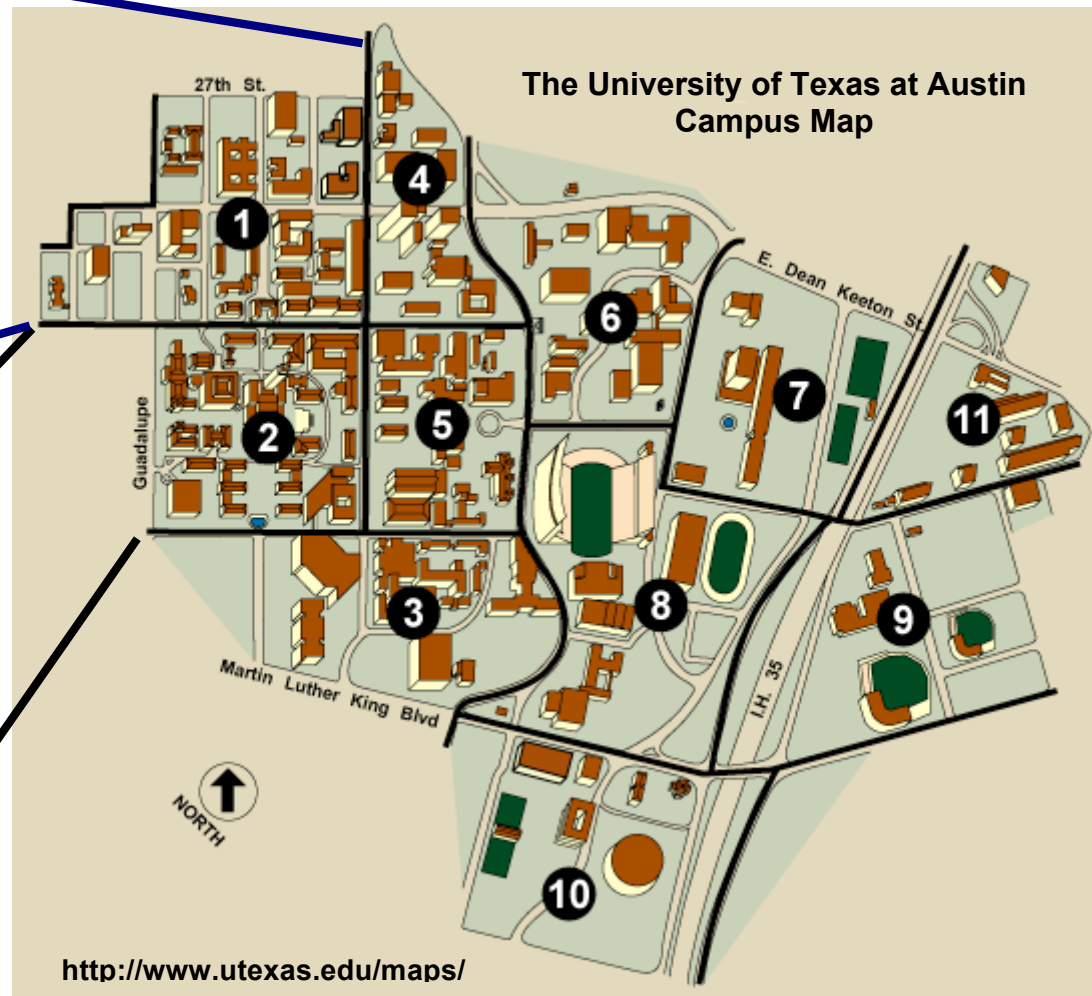 The University of Texas at Austin
Campus Map
27th St.
4
1
E. Dean Keeton St.
6
7
Guadalupe
2
5
11
3
8
9
Martin Luther King Blvd
I.H. 35
NORTH
10
http://www.utexas.edu/maps/